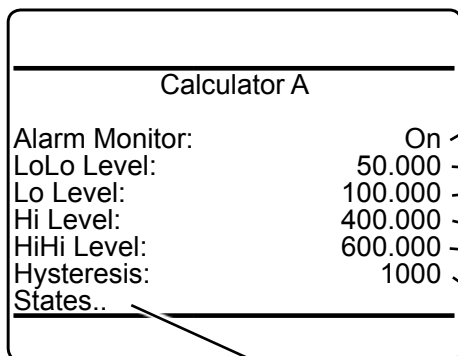 Calculator A
Alarm Monitor: On
LoLo Level: 50.000
Lo Level: 100.000
Hi Level: 400.000
HiHi Level: 600.000
Hysteresis: 1000
States..